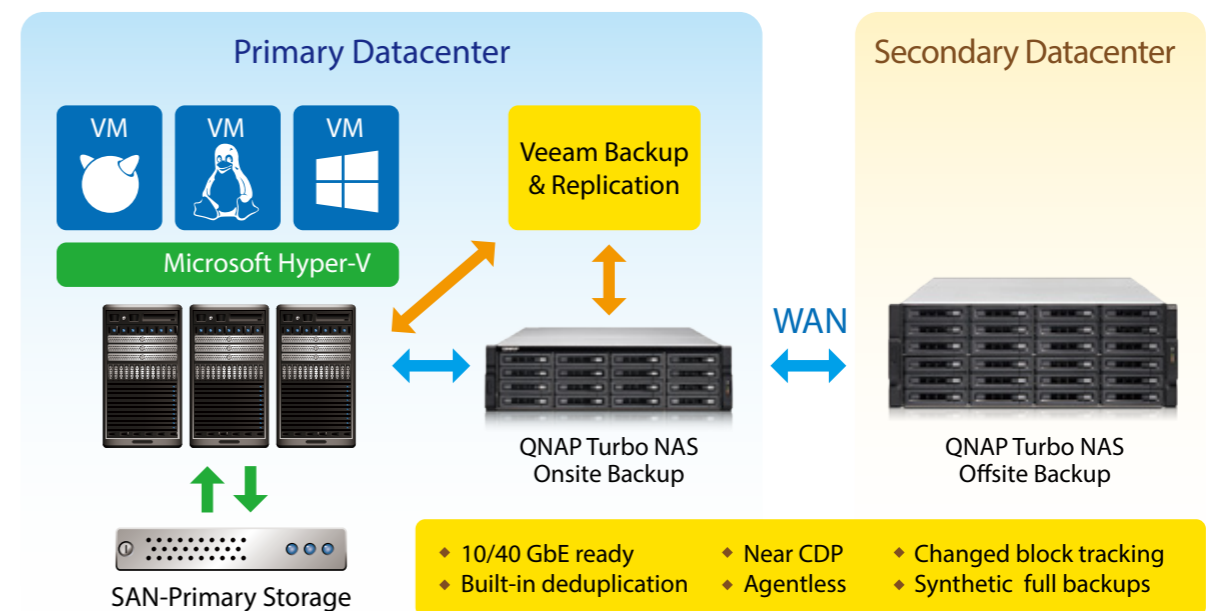 Primary Datacenter
Secondary Datacenter
VM
VM
VM
Veeam Backup
& Replication
Microsoft Hyper-V
WAN
QNAP Turbo NAS
Onsite Backup
QNAP Turbo NAS
Offsite Backup
SAN-Primary Storage
10/40 GbE ready
Built-in deduplication
Near CDP
Agentless
Changed block tracking
Synthetic full backups